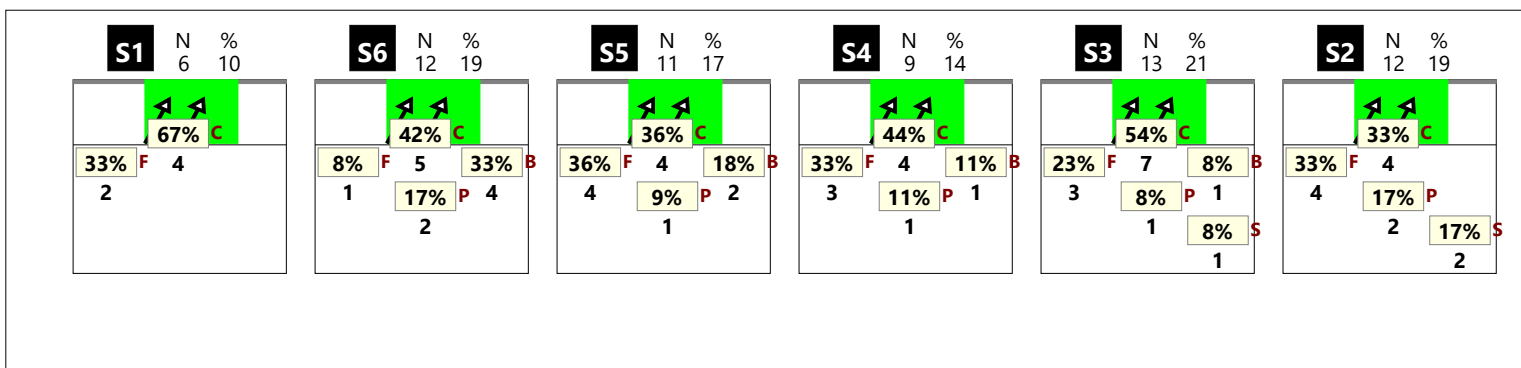 S1 N % S6 N % S5 N % S4 N % S3 N % S2 N %
6 10 12 19 11 17 9 14 13 21 12 19
67% C 42% C 36% C 44% C 54% C 33% C
33% F 4 8% F 5 33% B 36% F 4 18% B 33% F 4 11% B 23% F 7 8% B 33% F 4
2 1 17% P 4 4 9% P 2 3 11% P 1 3 8% P 1 4 17% P
2 1 1 1 8% S 2 17% S
1 2